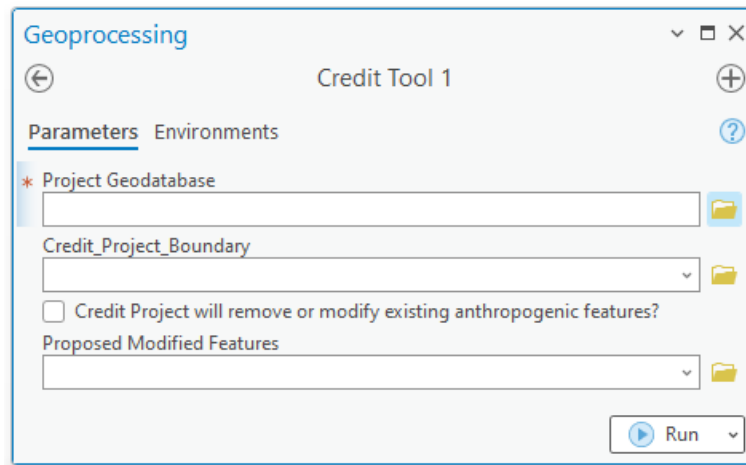 Geoprocessing
Credit Tool 1
Parameters Environments
* Project Geodatabase
Credit_Project_Boundary
Credit Project will remove or modify existing anthropogenic features?
Proposed Modified Features
Run